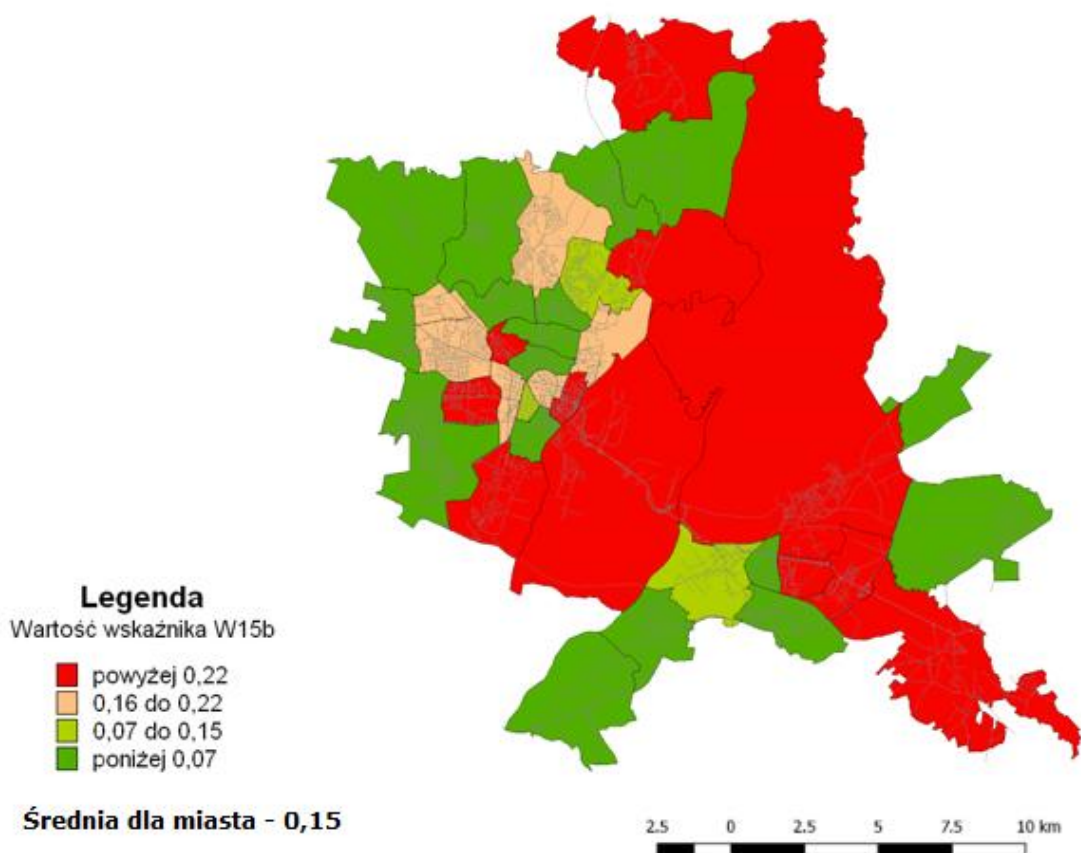 Legenda
Wartość wskaźnika W15b
powyżej 0,22
0,16 do 0,22
0,07 do 0,15
poniżej 0,07
Średnia dla miasta - 0,15
2.5 0 2.5 5 7.5 10 km